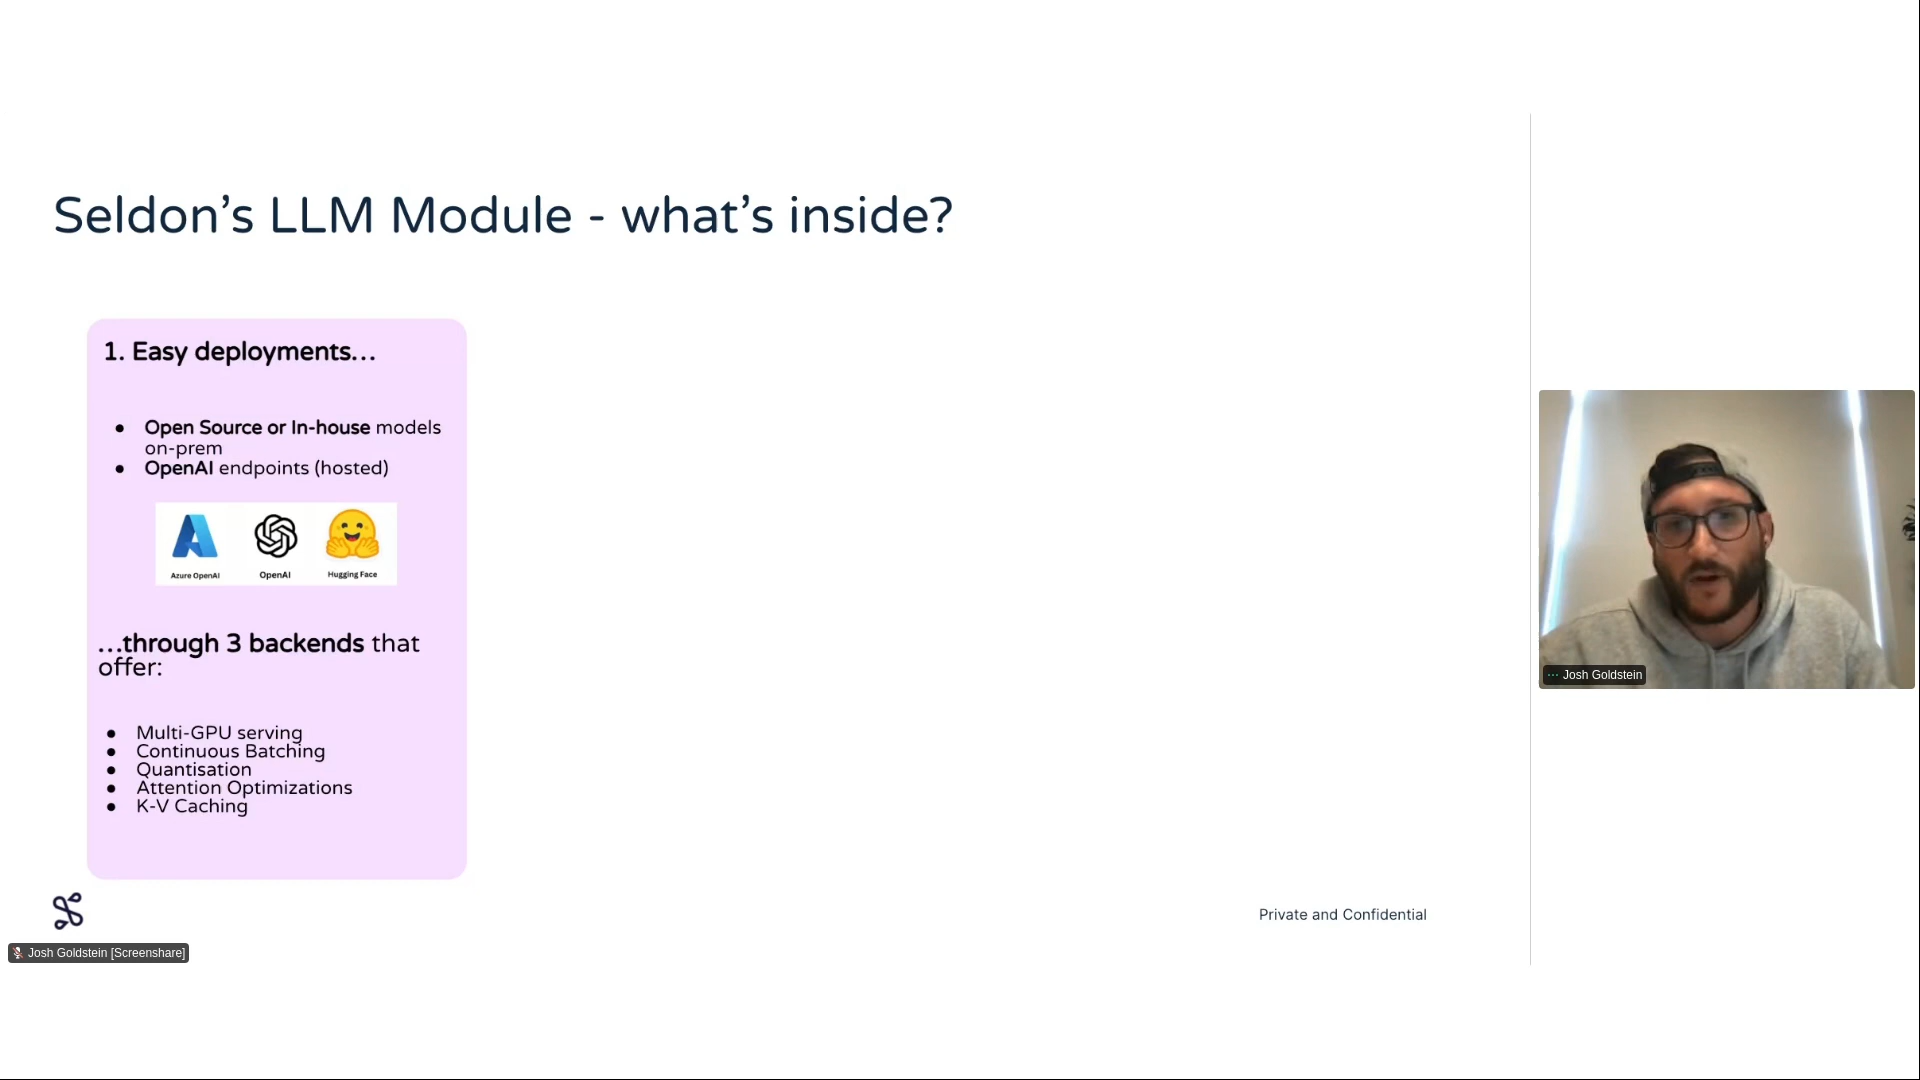 Seldon's LLM Module - what's inside?
1. Easy deployments...
● Open Source or In-house models
on-prem
● OpenAI endpoints (hosted)
Azure OpenAI OpenAI Hugging Face
...through 3 backends that
offer:
● Multi-GPU serving
● Continuous Batching
● Quantisation
● Attention Optimizations
● K-V Caching
Private and Confidential
Josh Goldstein [Screenshare]
Josh Goldstein